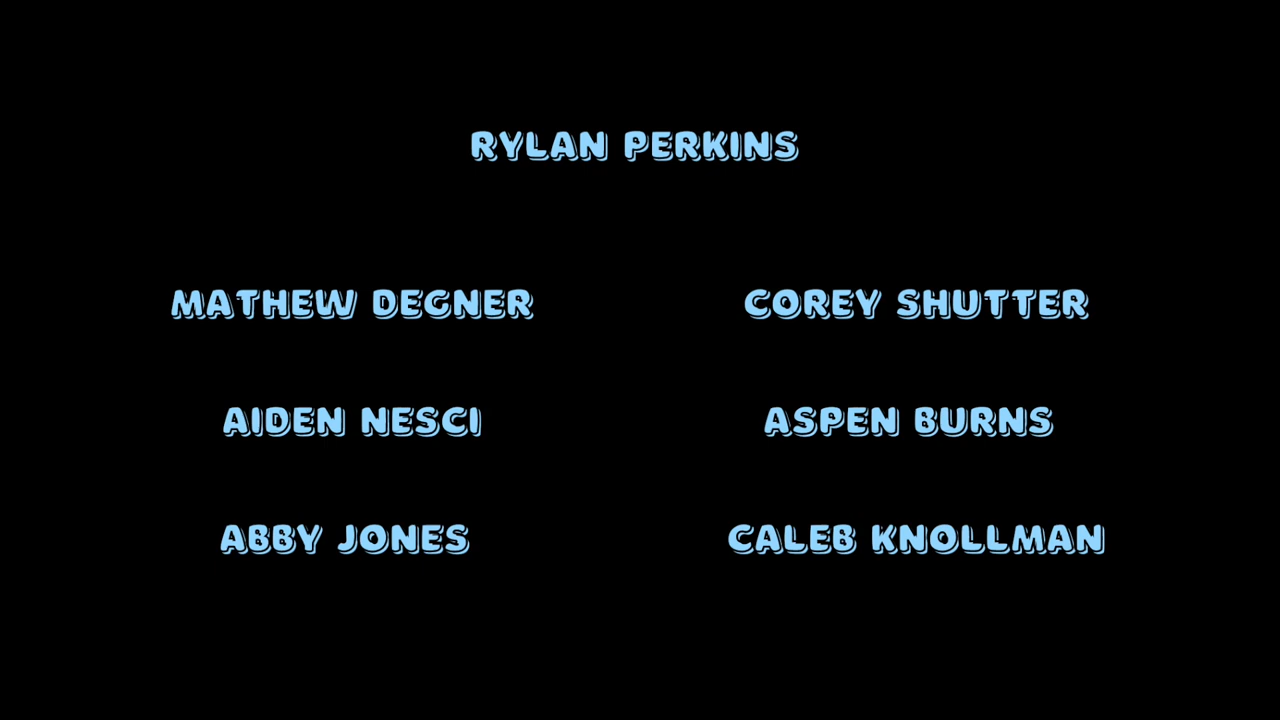 RYLAN PERKINS
MATHEW DEGNER COREY SHUTTER
AIDEN NESCI ASPEN BURNS
ABBY JONES CALEB KNOLLMAN